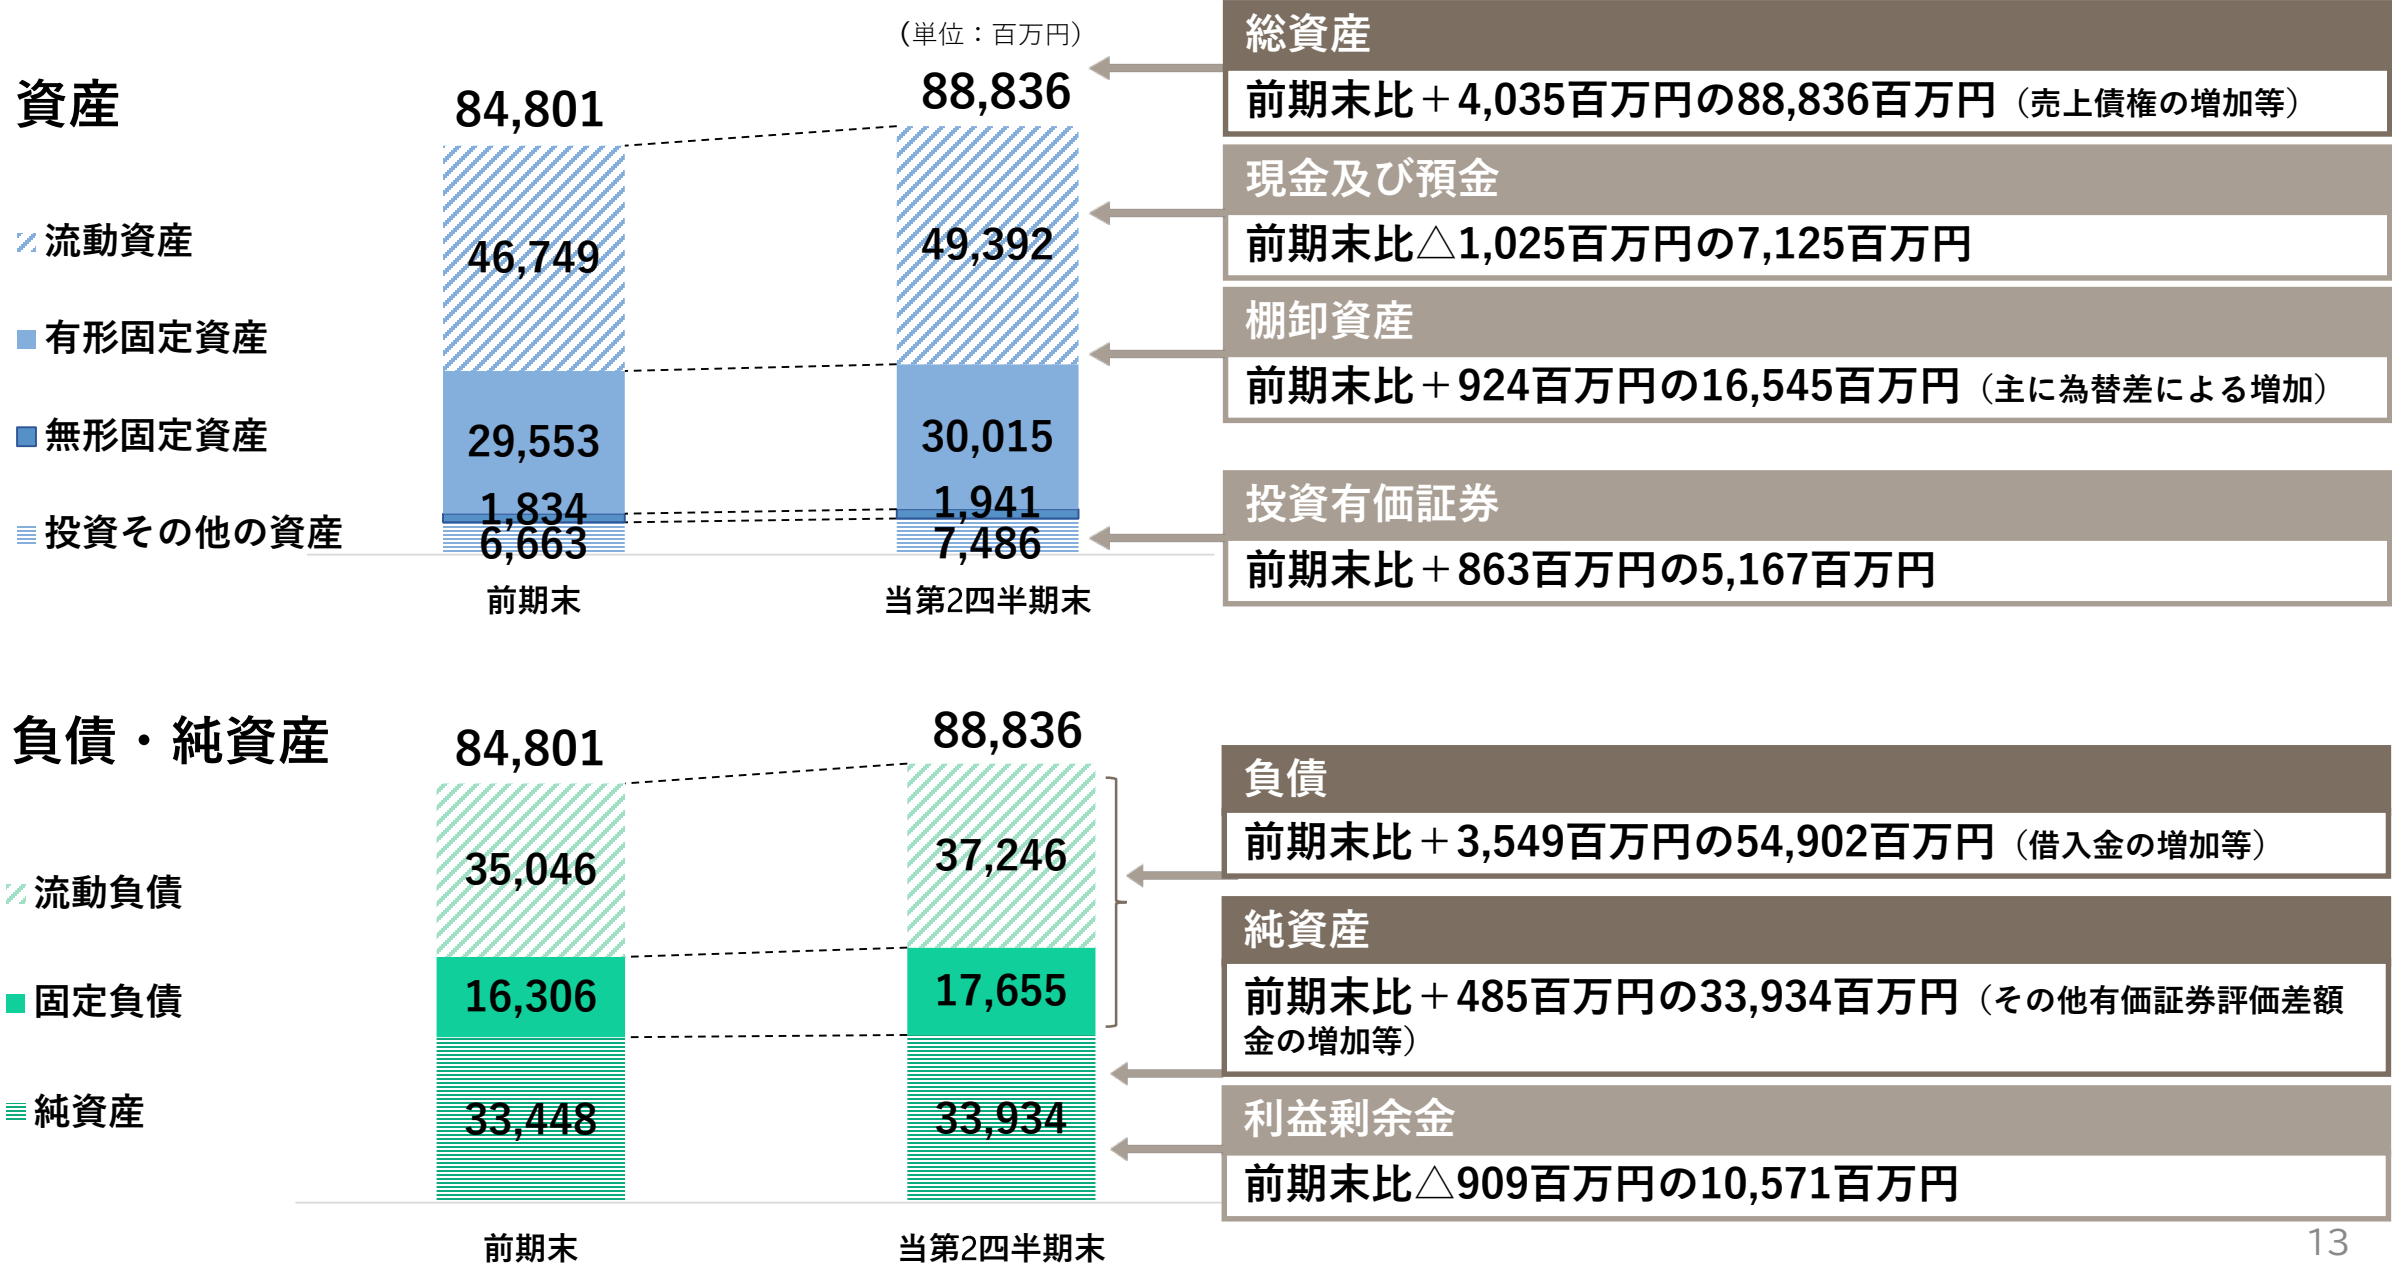 (単位：百万円)
資産
84,801
88,836
流動資産
有形固定資産
無形固定資産
投資その他の資産
46,749
49,392
29,553
30,015
1,834
1,941
6,663
7,486
前期末
当第2四半期末
総資産
前期末比＋4,035百万円の88,836百万円（売上債権の増加等）
現金及び預金
前期末比△1,025百万円の7,125百万円
棚卸資産
前期末比＋924百万円の16,545百万円（主に為替差による増加）
投資有価証券
前期末比＋863百万円の5,167百万円
負債・純資産
84,801
88,836
流動負債
固定負債
純資産
35,046
37,246
16,306
17,655
33,448
33,934
前期末
当第2四半期末
負債
前期末比＋3,549百万円の54,902百万円（借入金の増加等）
純資産
前期末比＋485百万円の33,934百万円（その他有価証券評価差額
金の増加等）
利益剰余金
前期末比△909百万円の10,571百万円
13